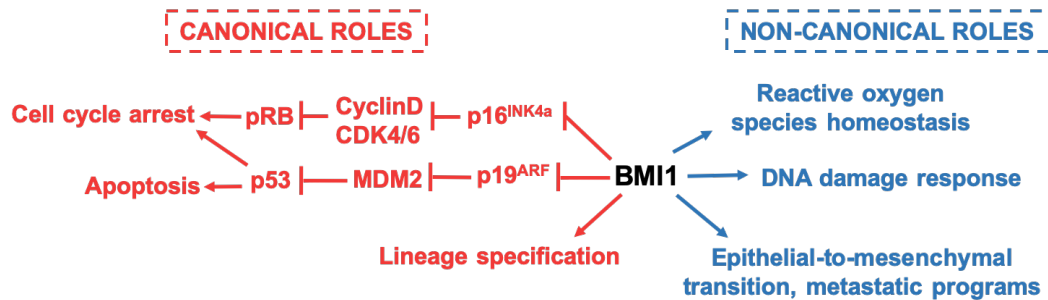 CANONICAL ROLES
NON-CANONICAL ROLES
Cell cycle arrest
pRB
CyclinD
CDK4/6
p16INK4a
Apoptosis
p53
MDM2
p19ARF
BMI1
Lineage specification
Reactive oxygen
species homeostasis
DNA damage response
Epithelial-to-mesenchymal
transition, metastatic programs